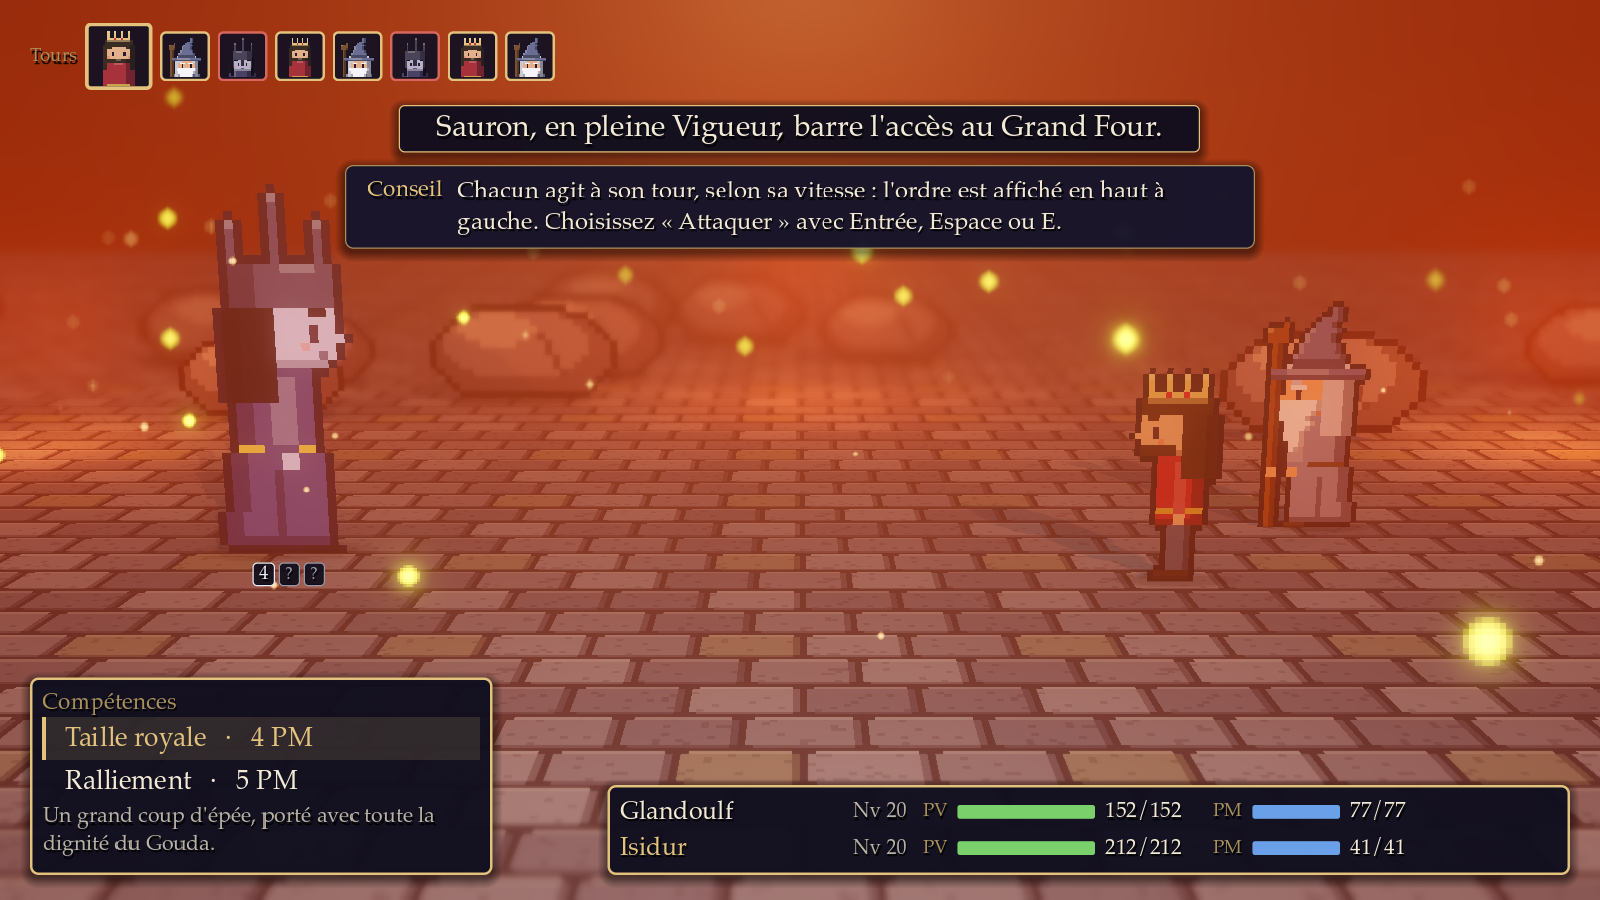 Tours
Sauron, en pleine Vigueur, barre l'accès au Grand Four.
Conseil Chacun agit à son tour, selon sa vitesse : l'ordre est affiché en haut à
gauche. Choisissez « Attaquer » avec Entrée, Espace ou E.
4 ? ?
Compétences
Taille royale · 4 PM
Ralliement · 5 PM
Un grand coup d'épée, porté avec toute la
dignité du Gouda.
Glandoulf Nv 20 PV 152/152 PM 77/77
Isidur Nv 20 PV 212/212 PM 41/41